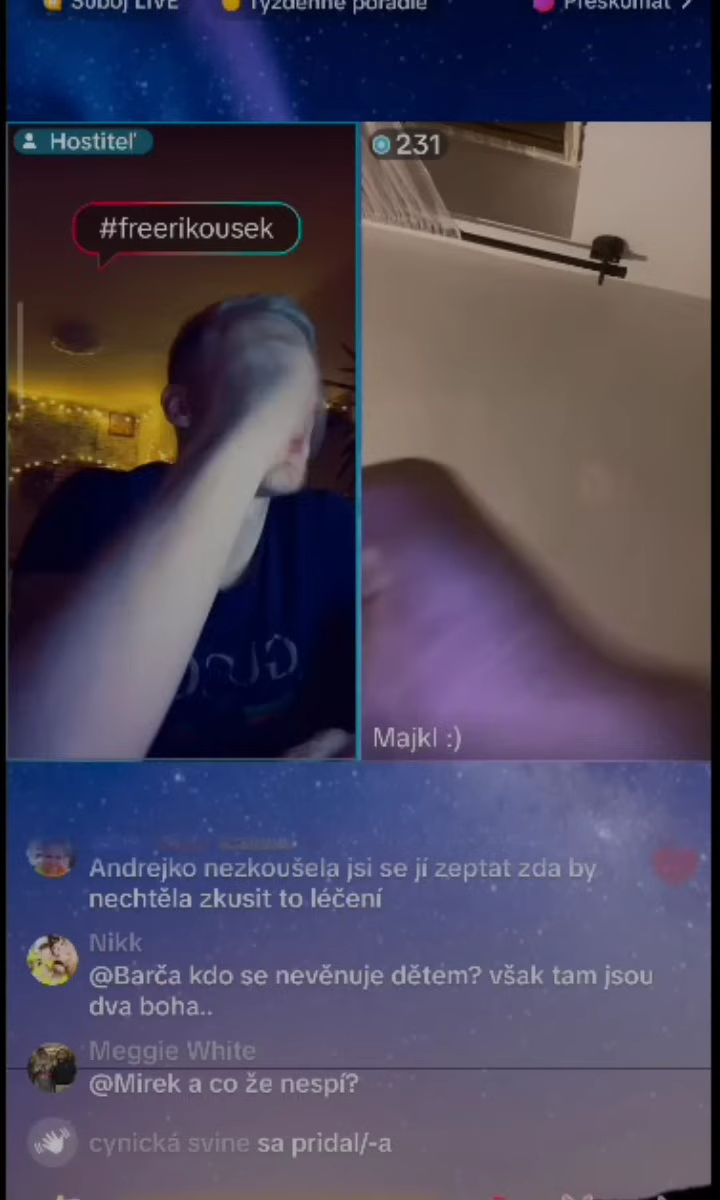 Súboj LIVE
Týždenné poradie
Preskúmať
Hostiteľ
231
#freerikousek
Majkl :)
Andrejko nezkoušela jsi se jí zeptat zda by
nechtěla zkusit to léčení
Nikk
@Barča kdo se nevěnuje dětem? však tam jsou
dva boha..
Meggie White
@Mirek a co že nespí?
cynická svine sa pridal/-a